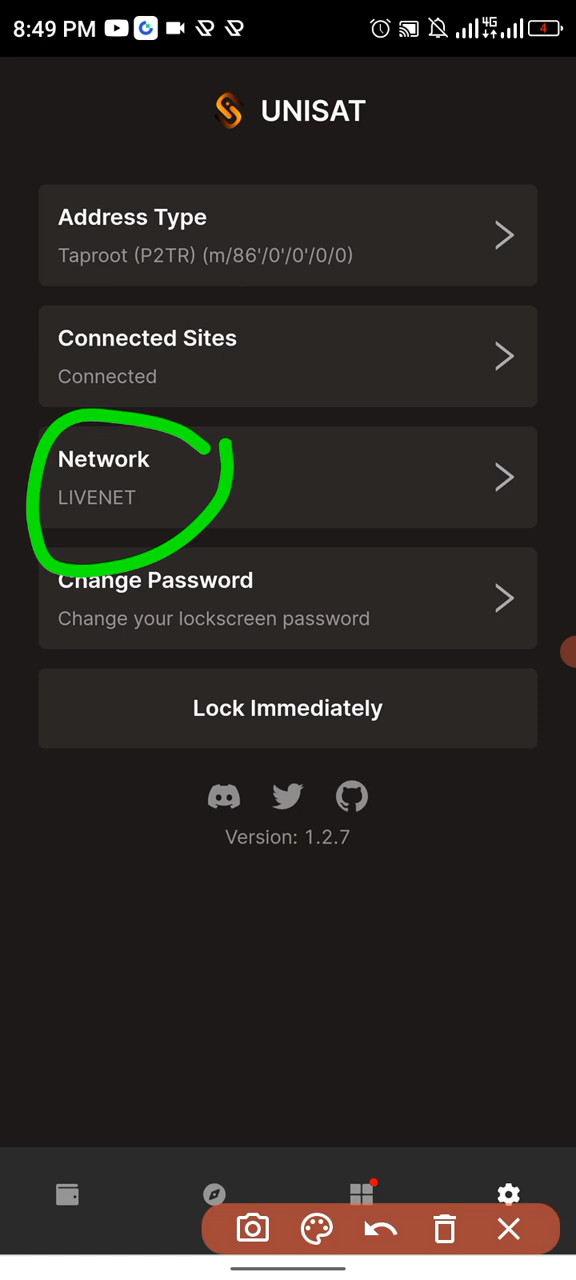 8:49 PM
4G
4
UNISAT
Address Type
Taproot (P2TR) (m/86'/0'/0'/0/0)
Connected Sites
Connected
Network
LIVENET
Change Password
Change your lockscreen password
Lock Immediately
Version: 1.2.7